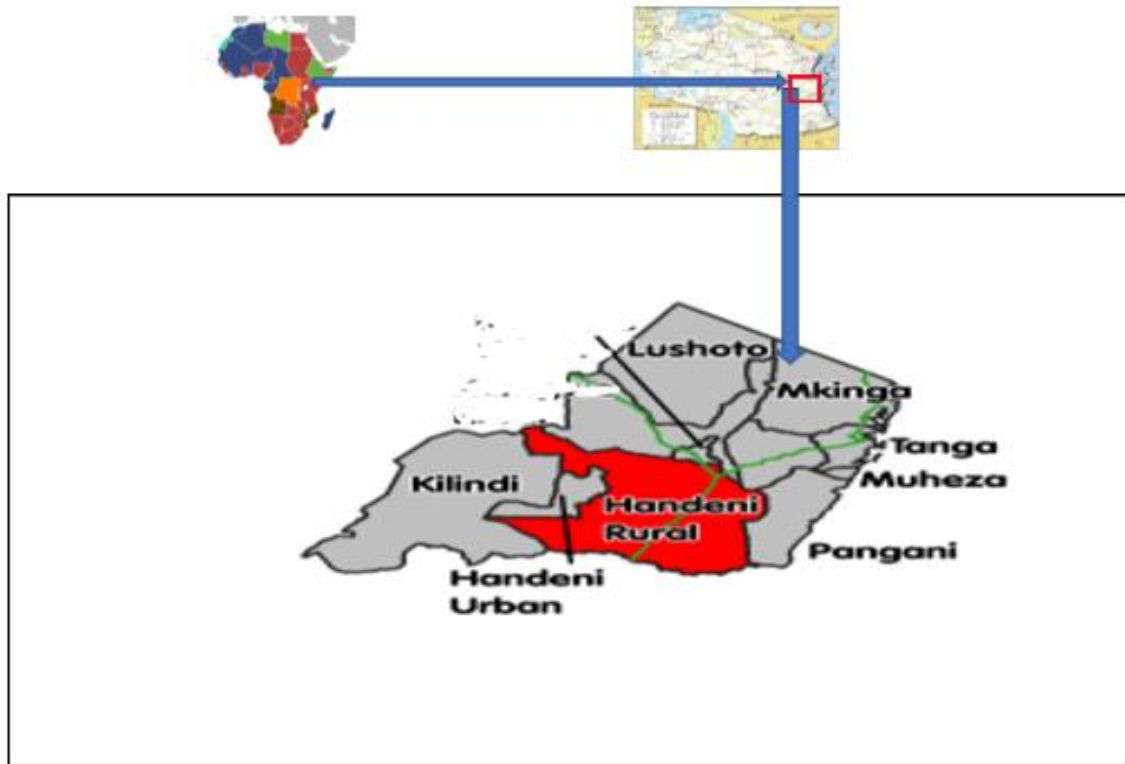 Lushoto
Mkinga
Tanga
Kilindi
Muheza
Handeni
Rural
Pangani
Handeni
Urban